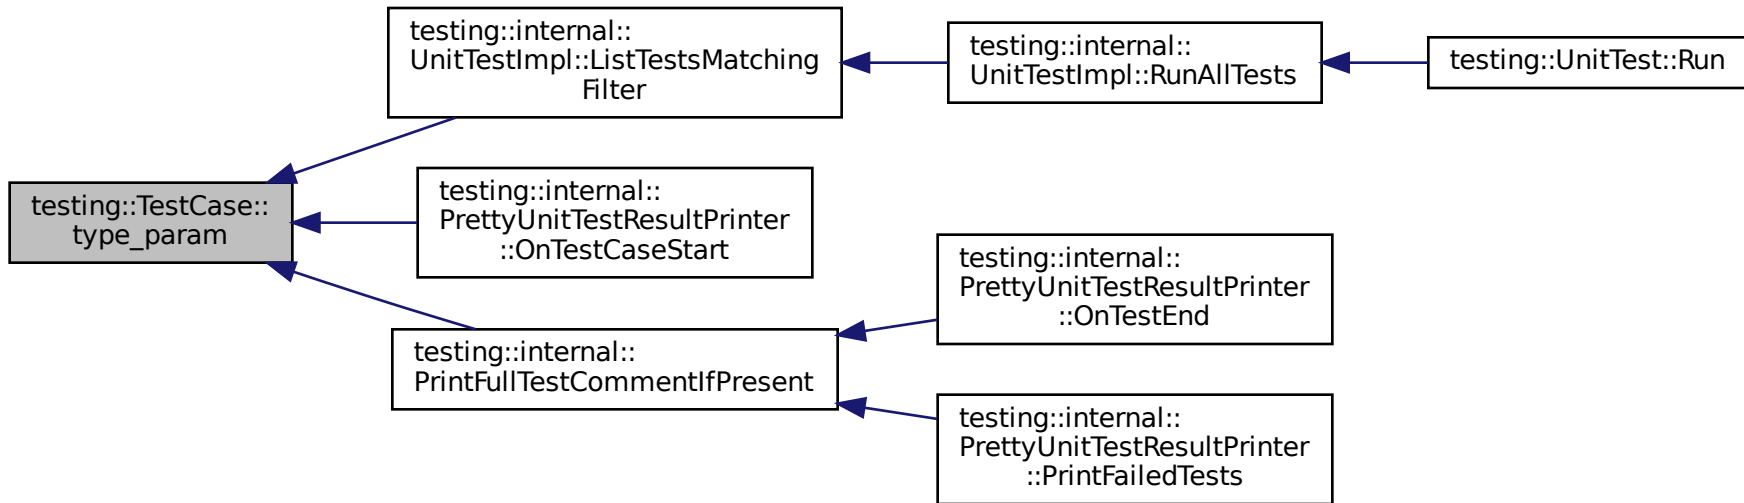 testing::internal::
UnitTestImpl::ListTestsMatching
Filter
testing::internal::
UnitTestImpl::RunAllTests
testing::UnitTest::Run
testing::TestCase::
type_param
testing::internal::
PrettyUnitTestResultPrinter
::OnTestCaseStart
testing::internal::
PrettyUnitTestResultPrinter
::OnTestEnd
testing::internal::
PrintFullTestCommentIfPresent
testing::internal::
PrettyUnitTestResultPrinter
::PrintFailedTests